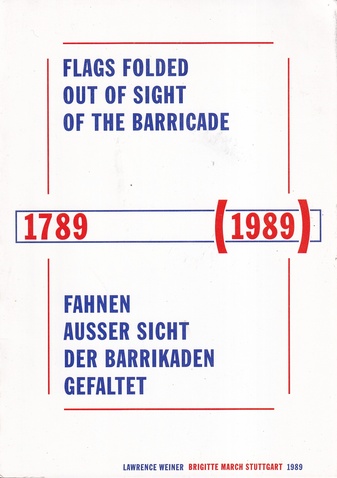 FLAGS FOLDED
OUT OF SIGHT
OF THE BARRICADE
1789 (1989)
FAHNEN
AUSSER SICHT
DER BARRIKADEN
GEFALTET
LAWRENCE WEINER BRIGITTE MARCH STUTTGART 1989